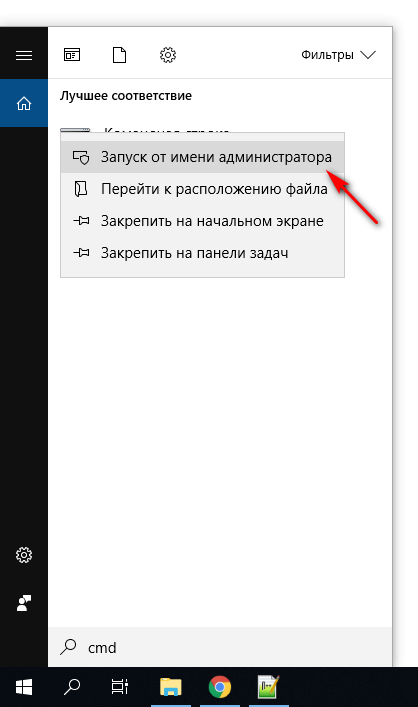 Фильтры
Лучшее соответствие
Командная строка
Запуск от имени администратора
Перейти к расположению файла
Закрепить на начальном экране
Закрепить на панели задач
cmd